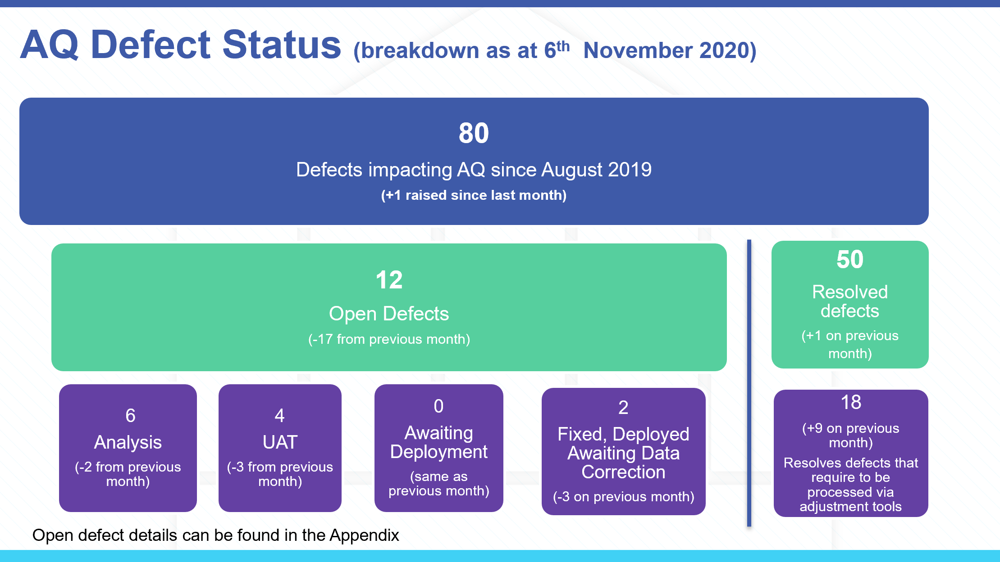 AQ Defect Status (breakdown as at 6th November 2020)
80
Defects impacting AQ since August 2019
(+1 raised since last month)
12
Open Defects
(-17 from previous month)
50
Resolved
defects
(+1 on previous
month)
6
Analysis
(-2 from previous
month)
4
UAT
(-3 from previous
month)
0
Awaiting
Deployment
(same as
previous month)
2
Fixed, Deployed
Awaiting Data
Correction
(-3 on previous month)
18
(+9 on previous
month)
Resolves defects that
require to be
processed via
adjustment tools
Open defect details can be found in the Appendix